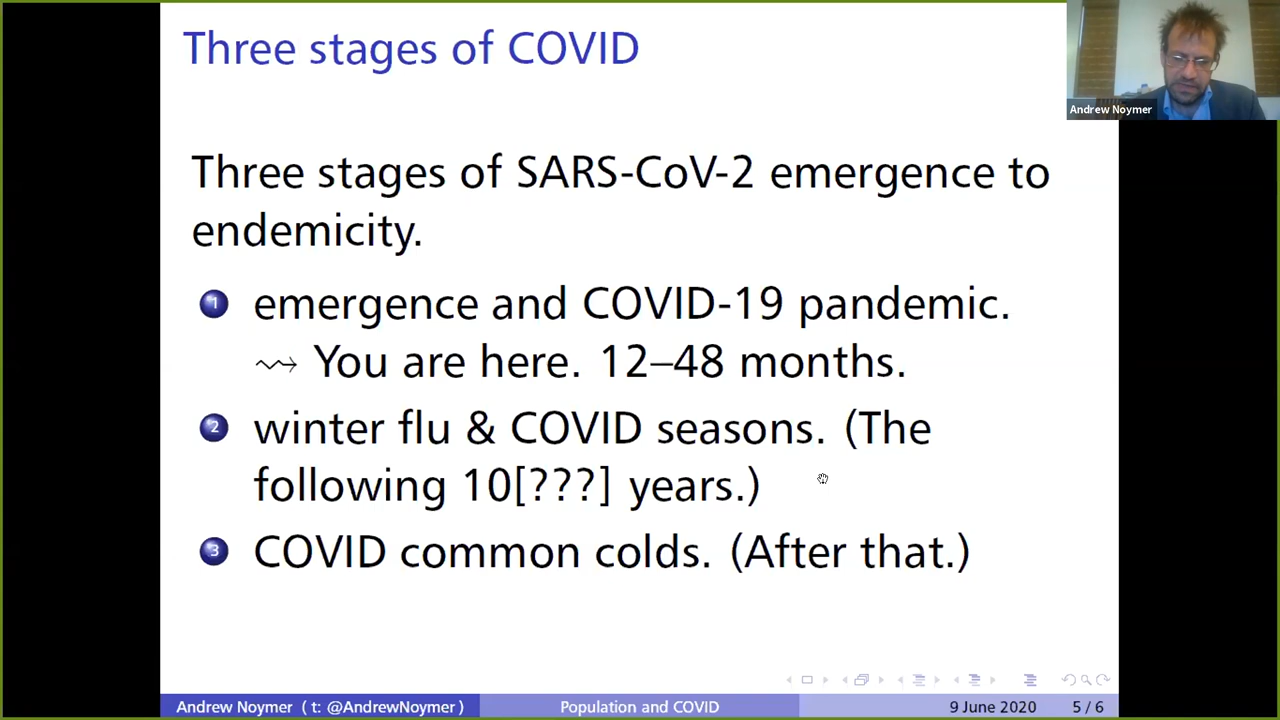 Three stages of COVID
Andrew Noymer
Three stages of SARS-CoV-2 emergence to
endemicity.
1 emergence and COVID-19 pandemic.
⇝ You are here. 12–48 months.
2 winter flu & COVID seasons. (The
following 10[???] years.)
3 COVID common colds. (After that.)
Andrew Noymer ( t: @AndrewNoymer ) Population and COVID 9 June 2020 5 / 6